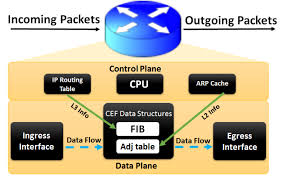 Incoming Packets
Outgoing Packets
Control Plane
IP Routing
Table
CPU
ARP Cache
L3 Info
CEF Data Structures
L2 Info
FIB
Ingress
Interface
Data Flow
Adj table
Data Flow
Egress
Interface
Data Plane